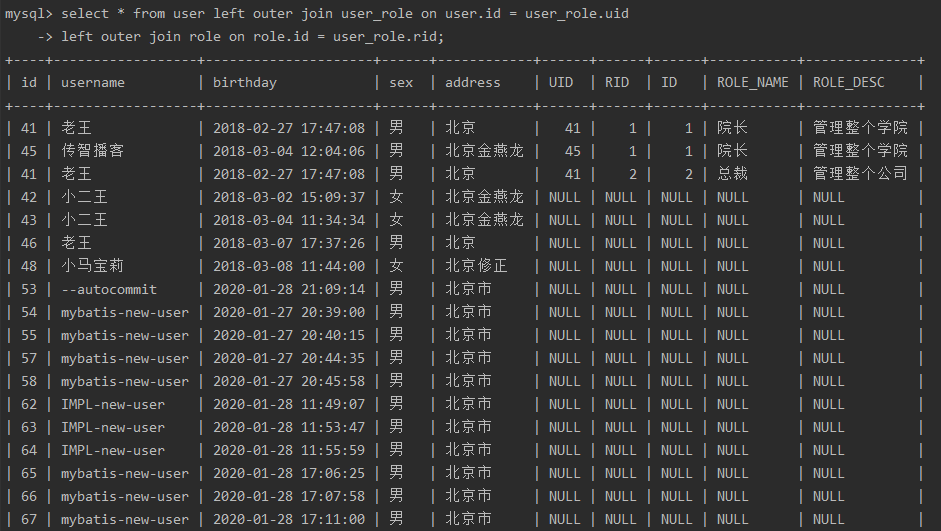 mysql> select * from user left outer join user_role on user.id = user_role.uid
    -> left outer join role on role.id = user_role.rid;
+----+------------------+---------------------+------+------------+------+------+------+-----------+--------------+
| id | username         | birthday            | sex  | address    | UID  | RID  | ID   | ROLE_NAME | ROLE_DESC    |
+----+------------------+---------------------+------+------------+------+------+------+-----------+--------------+
| 41 | 老王             | 2018-02-27 17:47:08 | 男   | 北京       |   41 |    1 |    1 | 院长      | 管理整个学院 |
| 45 | 传智播客         | 2018-03-04 12:04:06 | 男   | 北京金燕龙 |   45 |    1 |    1 | 院长      | 管理整个学院 |
| 41 | 老王             | 2018-02-27 17:47:08 | 男   | 北京       |   41 |    2 |    2 | 总裁      | 管理整个公司 |
| 42 | 小二王           | 2018-03-02 15:09:37 | 女   | 北京金燕龙 | NULL | NULL | NULL | NULL      | NULL         |
| 43 | 小二王           | 2018-03-04 11:34:34 | 女   | 北京金燕龙 | NULL | NULL | NULL | NULL      | NULL         |
| 46 | 老王             | 2018-03-07 17:37:26 | 男   | 北京       | NULL | NULL | NULL | NULL      | NULL         |
| 48 | 小马宝莉         | 2018-03-08 11:44:00 | 女   | 北京修正   | NULL | NULL | NULL | NULL      | NULL         |
| 53 | --autocommit     | 2020-01-28 21:09:14 | 男   | 北京市     | NULL | NULL | NULL | NULL      | NULL         |
| 54 | mybatis-new-user | 2020-01-27 20:39:00 | 男   | 北京市     | NULL | NULL | NULL | NULL      | NULL         |
| 55 | mybatis-new-user | 2020-01-27 20:40:15 | 男   | 北京市     | NULL | NULL | NULL | NULL      | NULL         |
| 57 | mybatis-new-user | 2020-01-27 20:44:35 | 男   | 北京市     | NULL | NULL | NULL | NULL      | NULL         |
| 58 | mybatis-new-user | 2020-01-27 20:45:58 | 男   | 北京市     | NULL | NULL | NULL | NULL      | NULL         |
| 62 | IMPL-new-user    | 2020-01-28 11:49:07 | 男   | 北京市     | NULL | NULL | NULL | NULL      | NULL         |
| 63 | IMPL-new-user    | 2020-01-28 11:53:47 | 男   | 北京市     | NULL | NULL | NULL | NULL      | NULL         |
| 64 | IMPL-new-user    | 2020-01-28 11:55:59 | 男   | 北京市     | NULL | NULL | NULL | NULL      | NULL         |
| 65 | mybatis-new-user | 2020-01-28 17:06:25 | 男   | 北京市     | NULL | NULL | NULL | NULL      | NULL         |
| 66 | mybatis-new-user | 2020-01-28 17:07:58 | 男   | 北京市     | NULL | NULL | NULL | NULL      | NULL         |
| 67 | mybatis-new-user | 2020-01-28 17:11:00 | 男   | 北京市     | NULL | NULL | NULL | NULL      | NULL         |